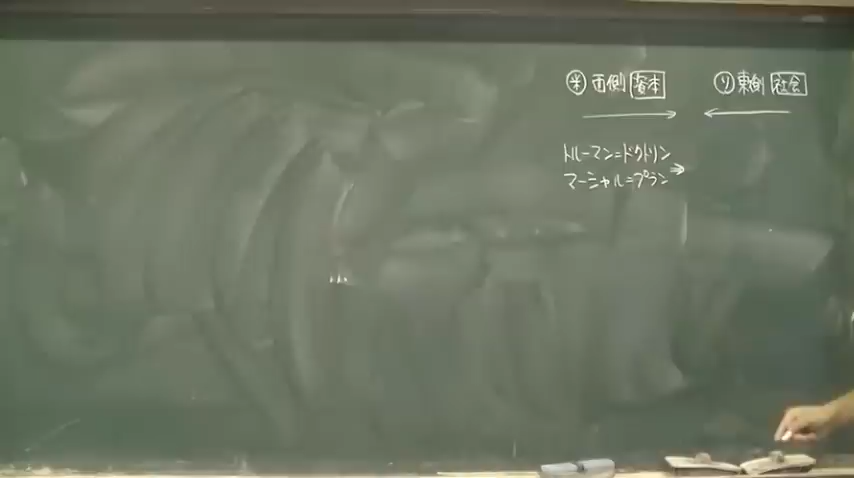 ㊍西側 資本 ソ東側 社会
トルーマン=ドクトリン
マーシャル=プラン